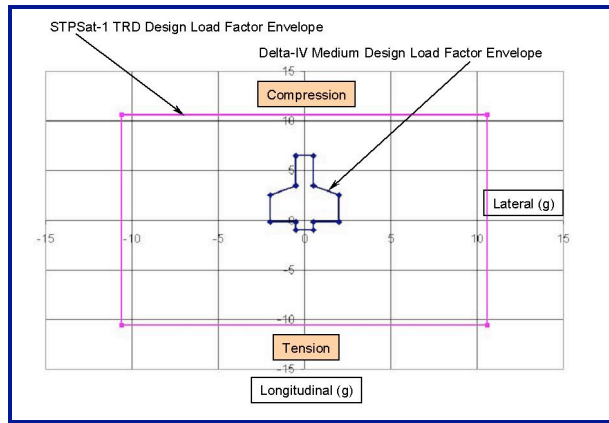 STPSat-1 TRD Design Load Factor Envelope
Delta-IV Medium Design Load Factor Envelope
15
Compression
10
5
Lateral (g)
0
-15
-10
-5
0
5
10
15
-5
-10
Tension
-15
Longitudinal (g)